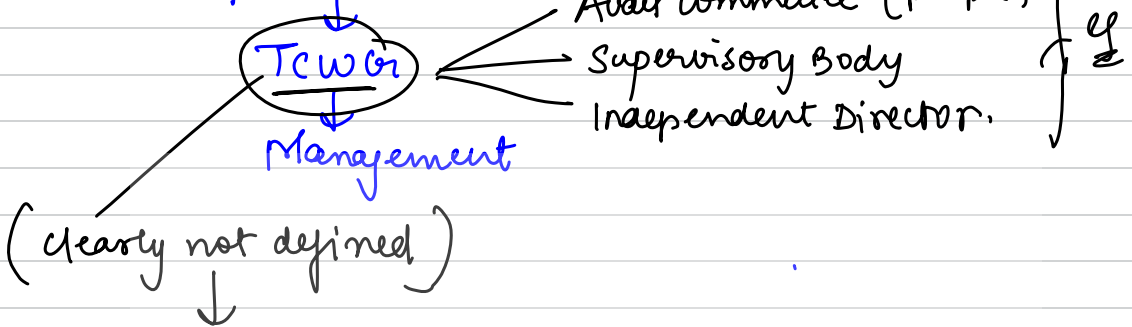 TCWG
Supervisory Body
Independent Director.
Management
(clearly not defined)